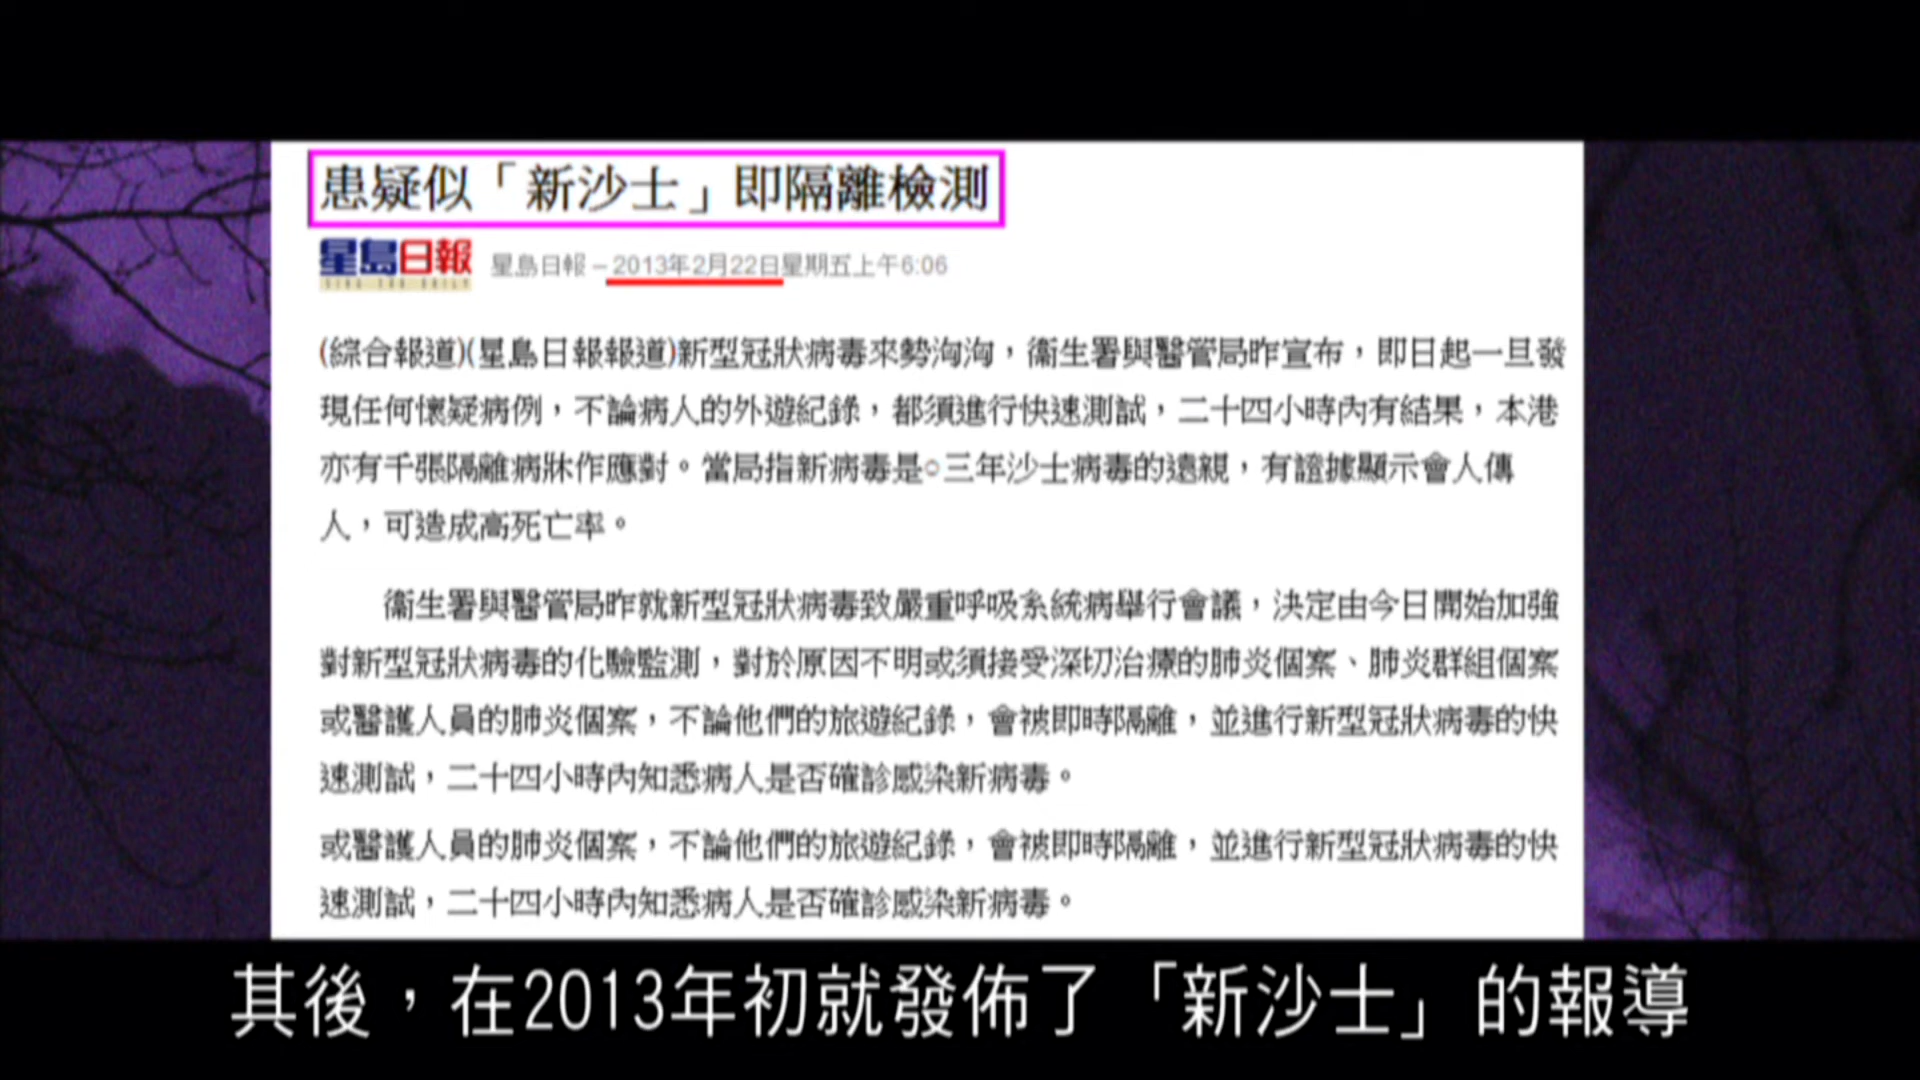 患疑似「新沙士」即隔離檢測
星島日報 星島日報 – 2013年2月22日星期五上午6:06
(綜合報道)(星島日報報道)新型冠狀病毒來勢洶洶，衞生署與醫管局昨宣布，即日起一旦發
現任何懷疑病例，不論病人的外遊紀錄，都須進行快速測試，二十四小時內有結果，本港
亦有千張隔離病牀作應對。當局指新病毒是○三年沙士病毒的遠親，有證據顯示會人傳
人，可造成高死亡率。
衞生署與醫管局昨就新型冠狀病毒致嚴重呼吸系統病舉行會議，決定由今日開始加強
對新型冠狀病毒的化驗監測，對於原因不明或須接受深切治療的肺炎個案、肺炎群組個案
或醫護人員的肺炎個案，不論他們的旅遊紀錄，會被即時隔離，並進行新型冠狀病毒的快
速測試，二十四小時內知悉病人是否確診感染新病毒。
或醫護人員的肺炎個案，不論他們的旅遊紀錄，會被即時隔離，並進行新型冠狀病毒的快
速測試，二十四小時內知悉病人是否確診感染新病毒。
其後，在2013年初就發佈了「新沙士」的報導